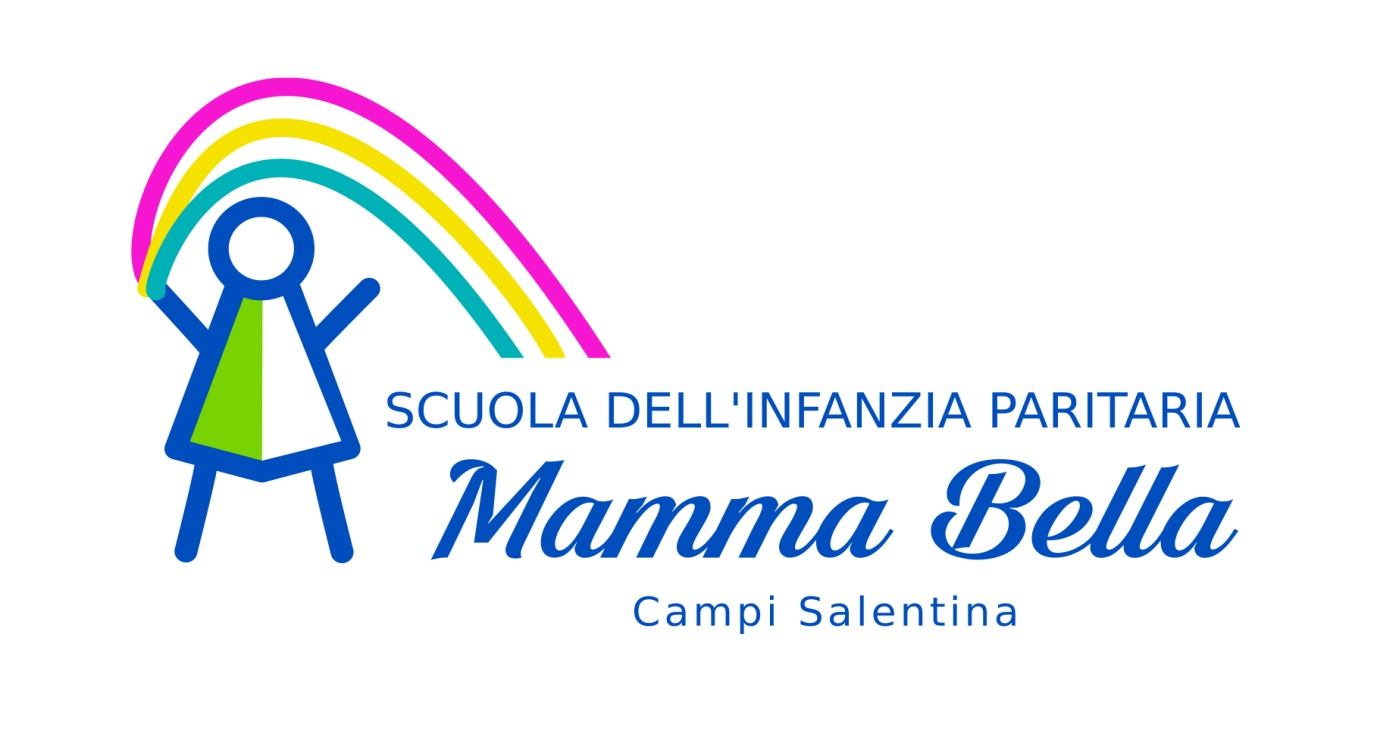 SCUOLA DELL'INFANZIA PARITARIA
Mamma Bella
Campi Salentina